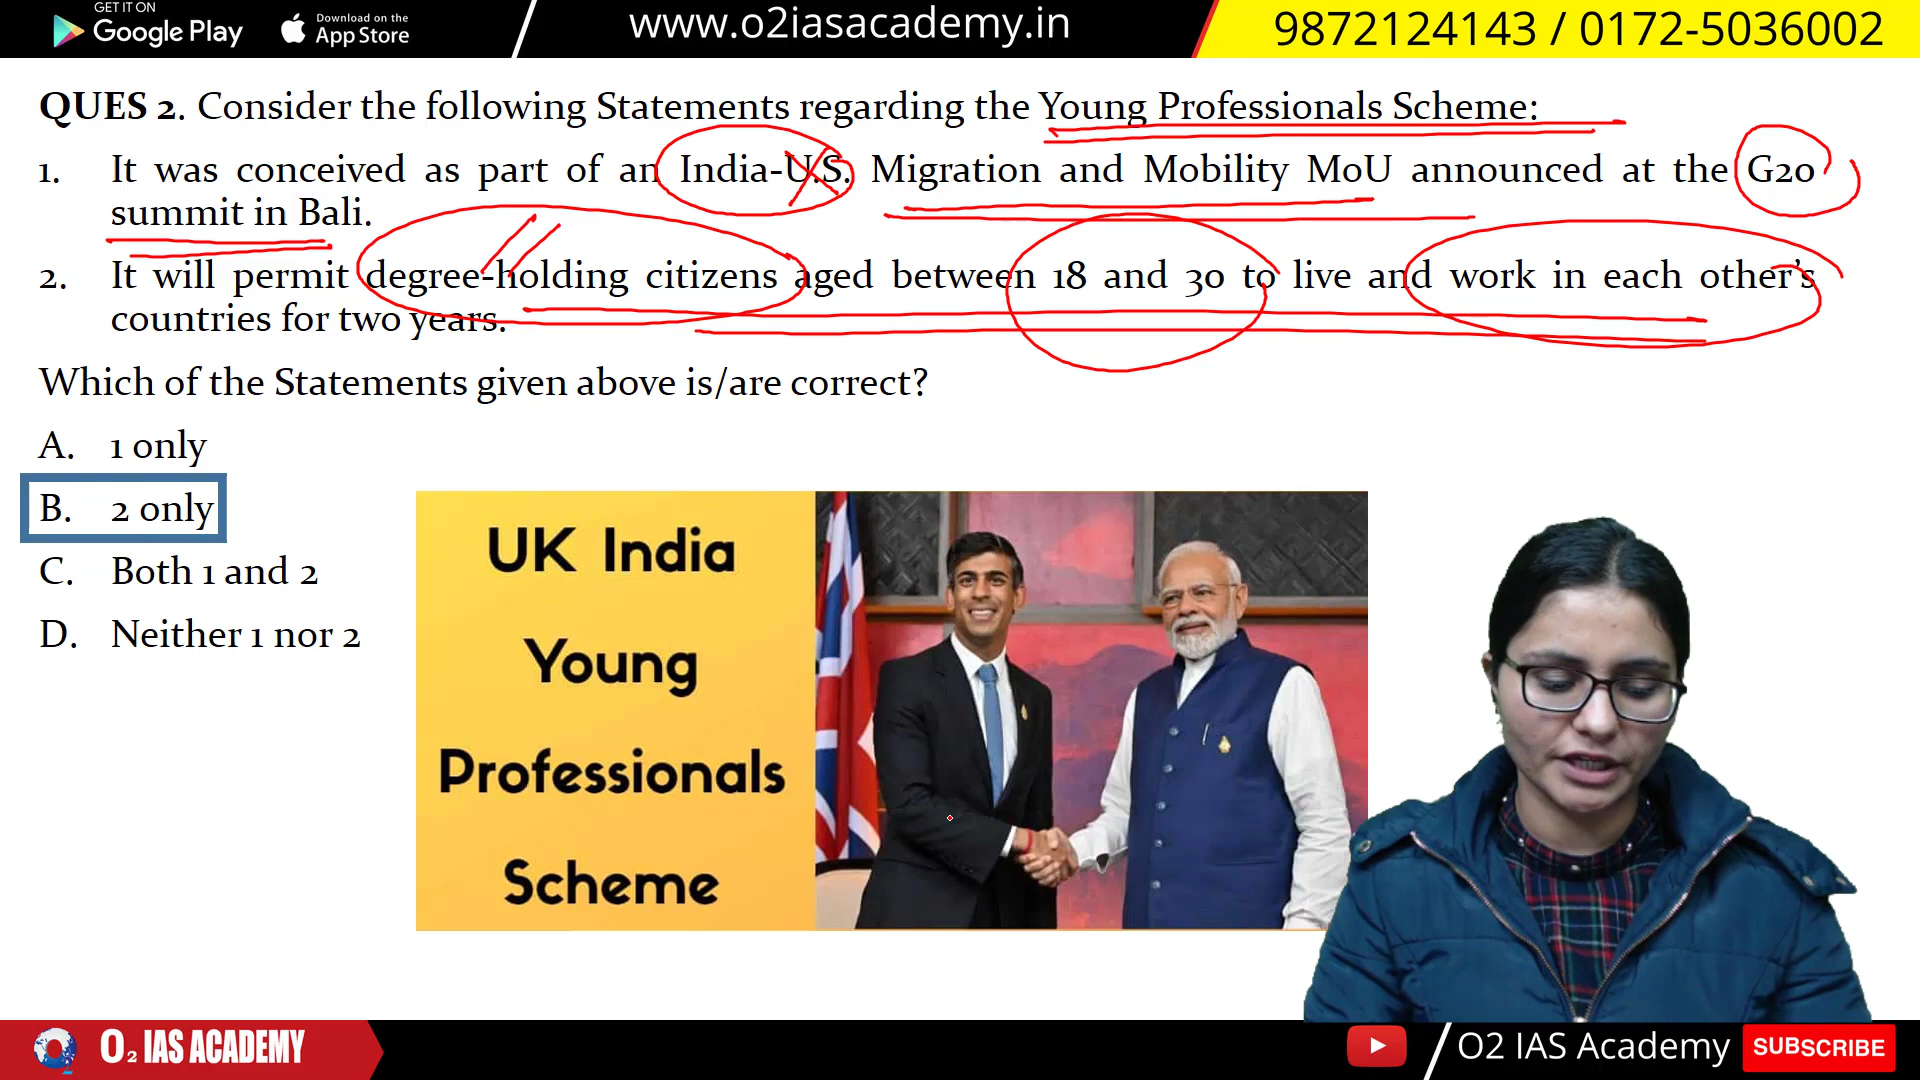 GET IT ON
Google Play
Download on the
App Store
www.o2iasacademy.in
9872124143 / 0172-5036002
QUES 2. Consider the following Statements regarding the Young Professionals Scheme:
1. It was conceived as part of an India-U.S. Migration and Mobility MoU announced at the G20
summit in Bali.
2. It will permit degree-holding citizens aged between 18 and 30 to live and work in each other's
countries for two years.
Which of the Statements given above is/are correct?
A. 1 only
B. 2 only
C. Both 1 and 2
D. Neither 1 nor 2
UK India
Young
Professionals
Scheme
O2 IAS ACADEMY
O2 IAS Academy
SUBSCRIBE